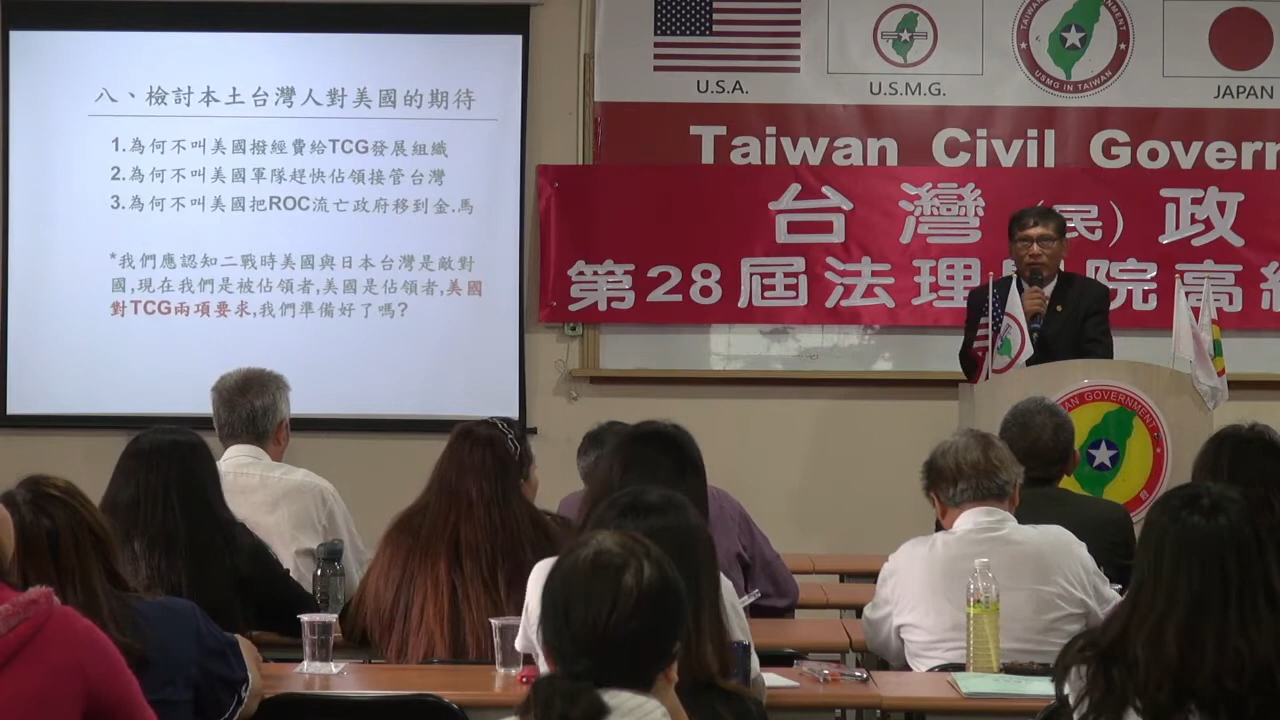 八、檢討本土台灣人對美國的期待
1.為何不叫美國撥經費給TCG發展組織
2.為何不叫美國軍隊趕快佔領接管台灣
3.為何不叫美國把ROC流亡政府移到金.馬
*我們應認知二戰時美國與日本台灣是敵對
國,現在我們是被佔領者,美國是佔領者,美國
對TCG兩項要求,我們準備好了嗎?
U.S.A.
U.S.M.G.
USMG IN TAIWAN
JAPAN
Taiwan Civil Govern
台灣(民)政
第28屆法理 院高
WAN GOVERNMENT